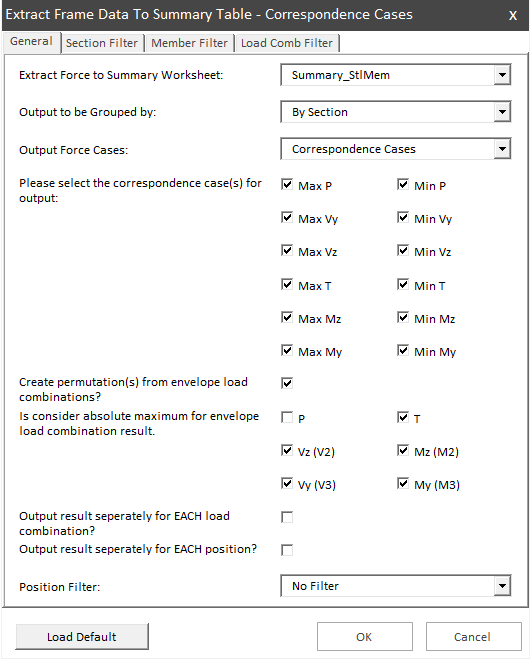 Extract Frame Data To Summary Table - Correspondence Cases x
General Section Filter Member Filter Load Comb Filter
Extract Force to Summary Worksheet: Summary_StlMem
Output to be Grouped by: By Section
Output Force Cases: Correspondence Cases
Please select the correspondence case(s) for
output:
Max P Min P
Max Vy Min Vy
Max Vz Min Vz
Max T Min T
Max Mz Min Mz
Max My Min My
Create permutation(s) from envelope load
combinations?
Is consider absolute maximum for envelope
load combination result.
P T
Vz (V2) Mz (M2)
Vy (V3) My (M3)
Output result seperately for EACH load
combination?
Output result seperately for EACH position?
Position Filter: No Filter
Load Default OK Cancel